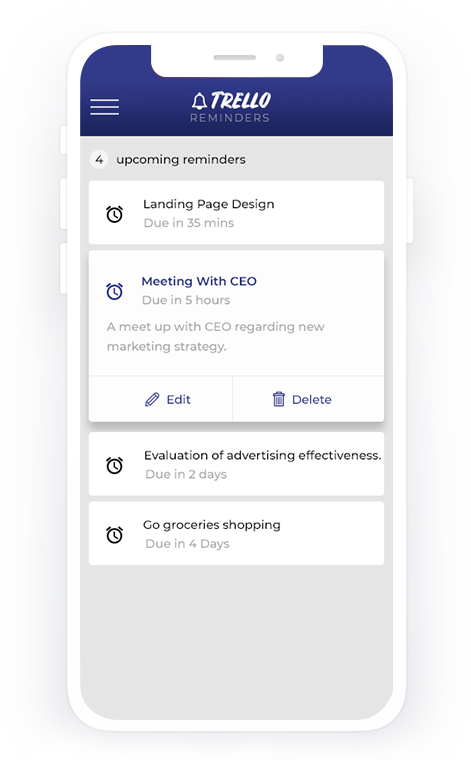 TRELLO
REMINDERS
4 upcoming reminders
Landing Page Design
Due in 35 mins
Meeting With CEO
Due in 5 hours
A meet up with CEO regarding new
marketing strategy.
Edit Delete
Evaluation of advertising effectiveness.
Due in 2 days
Go groceries shopping
Due in 4 Days